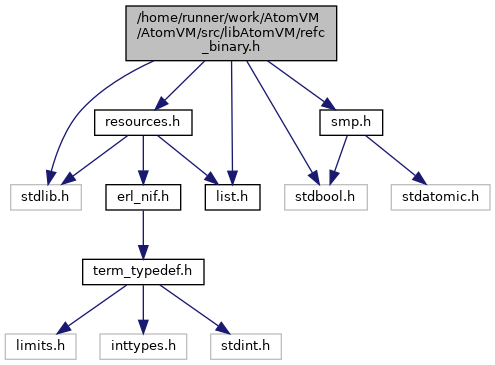 /home/runner/work/AtomVM
/AtomVM/src/libAtomVM/refc
_binary.h
resources.h
smp.h
stdlib.h
erl_nif.h
list.h
stdbool.h
stdatomic.h
term_typedef.h
limits.h
inttypes.h
stdint.h